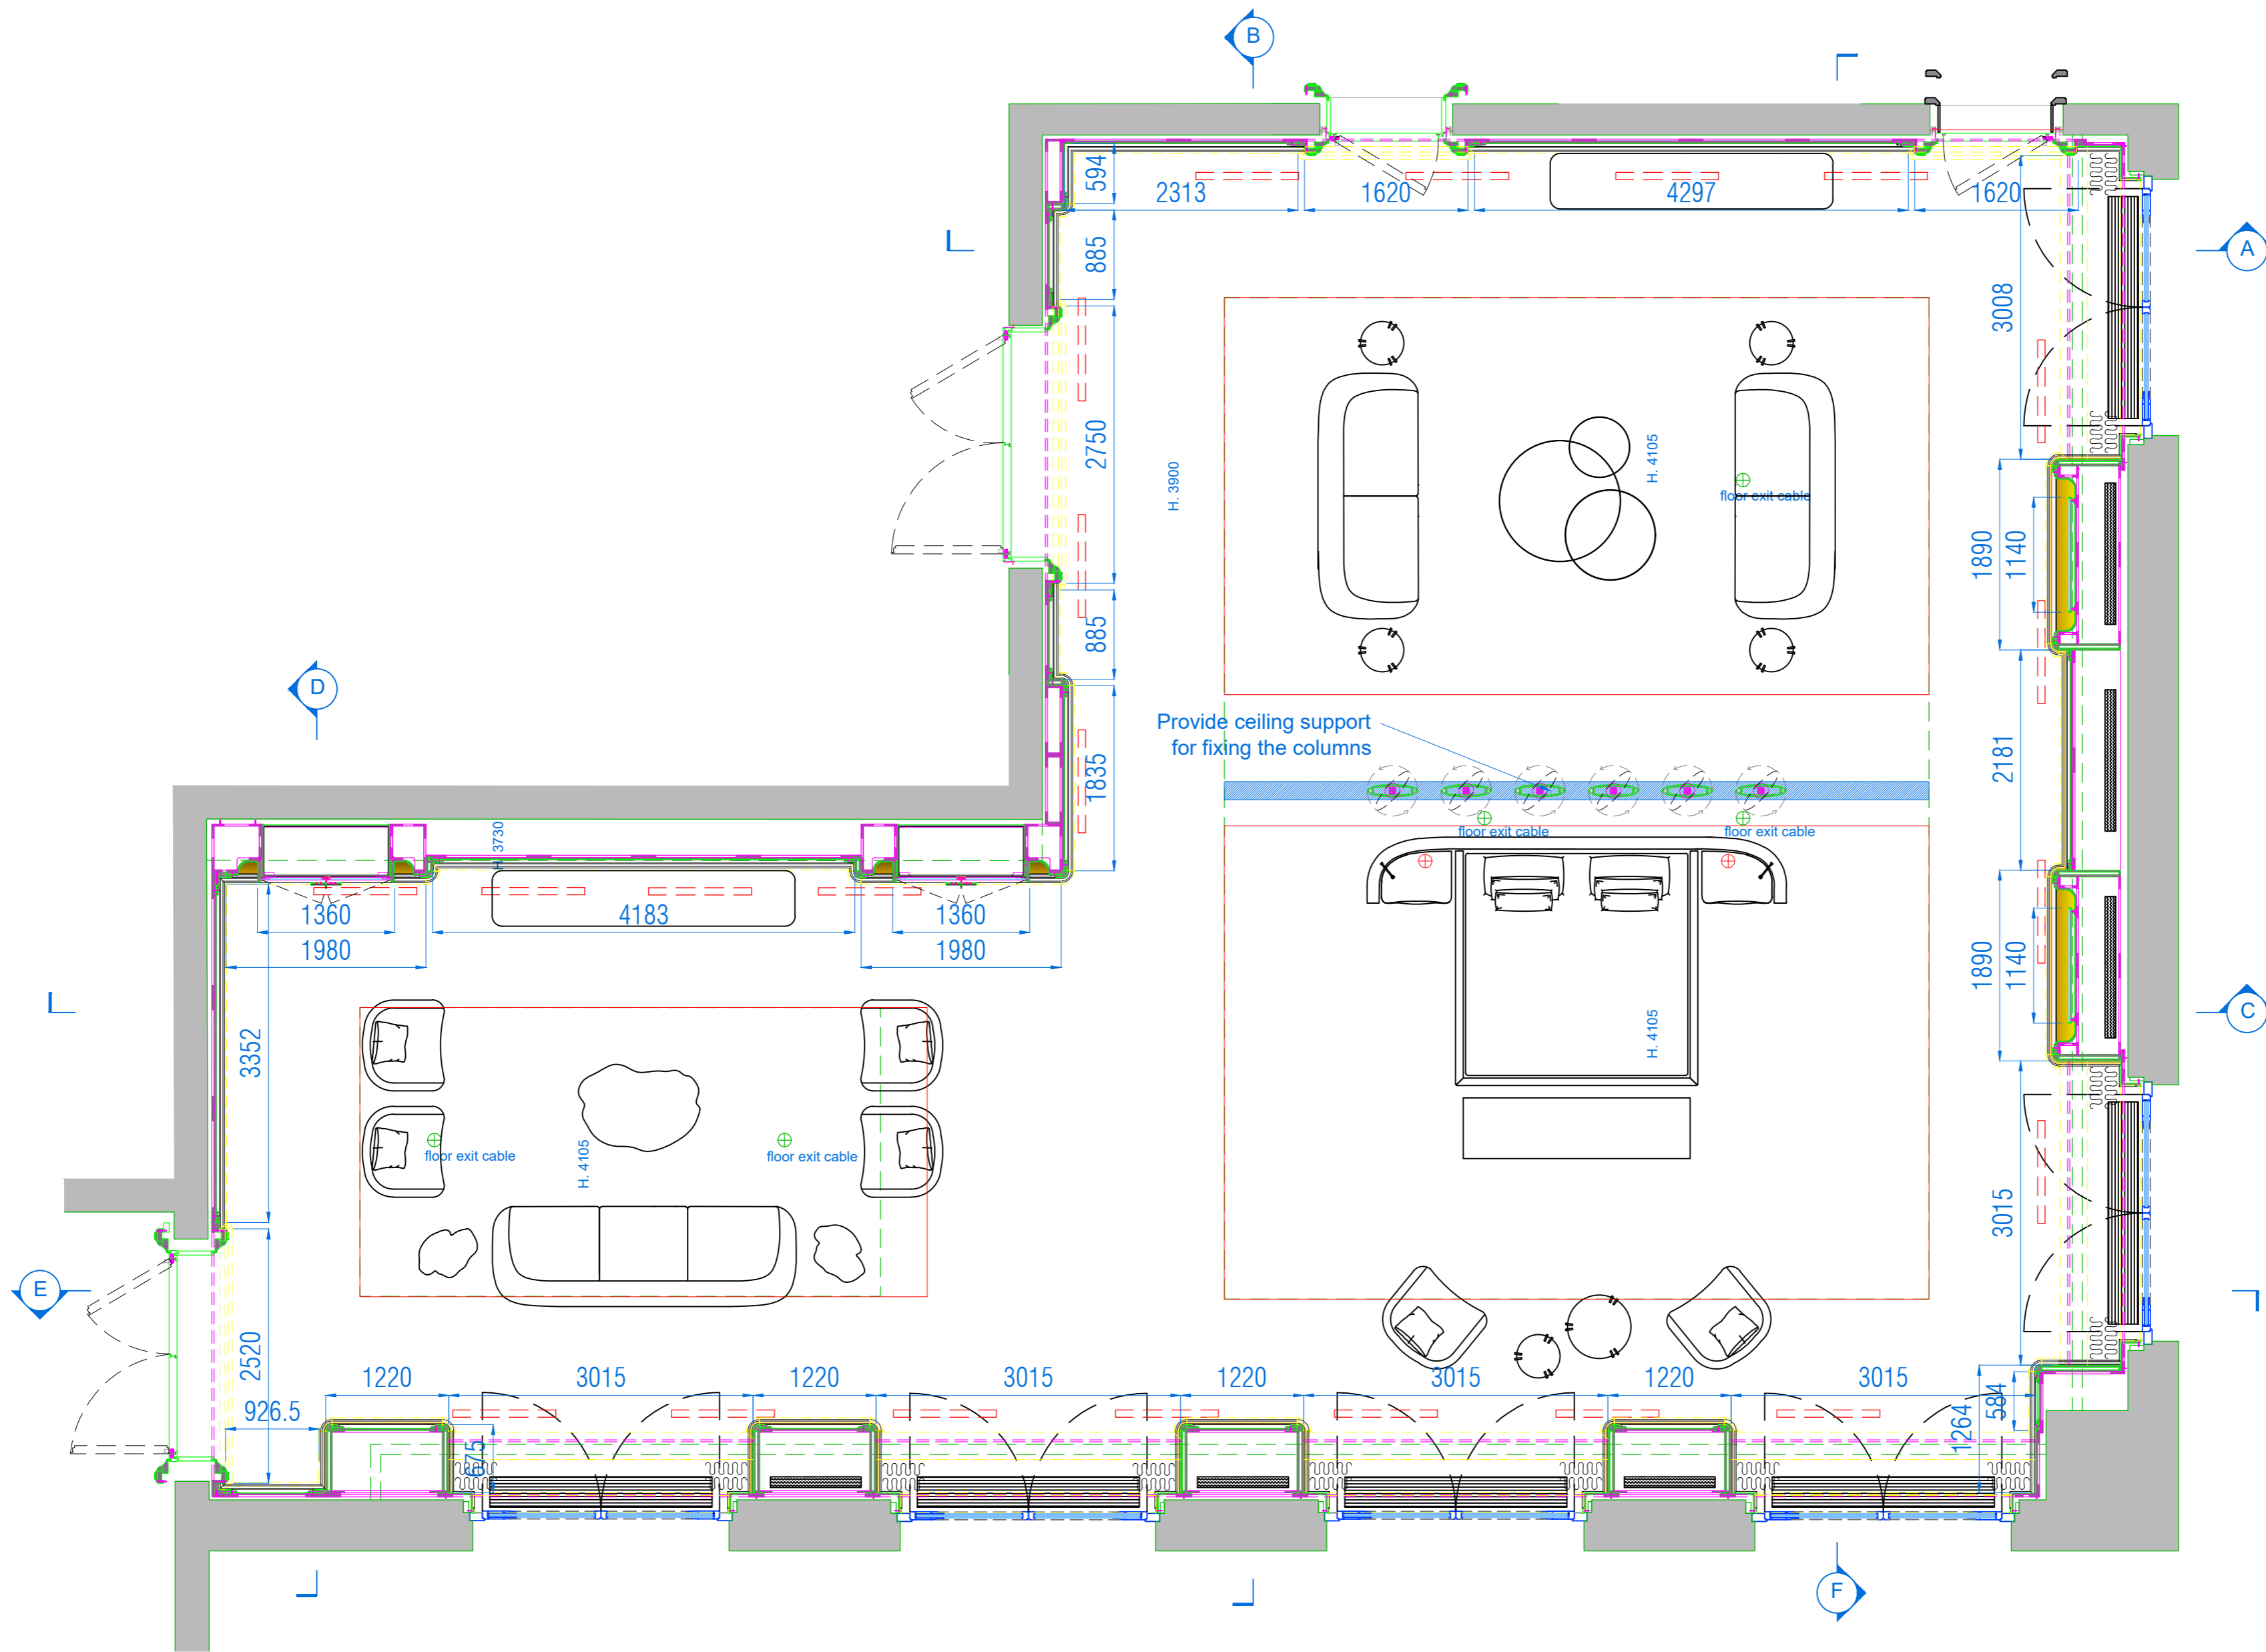 B
594
2313
1620
4297
1620
885
A
3008
2750
H. 3900
H. 4105
floor exit cable
1890
1140
885
D
Provide ceiling support
for fixing the columns
2181
1835
H. 3730
floor exit cable
floor exit cable
1360
4183
1360
1980
1980
1890
1140
C
3352
H. 4105
floor exit cable
floor exit cable
H. 4105
3015
E
2520
1220
3015
1220
3015
1220
3015
1220
3015
926.5
584
1264
675
F